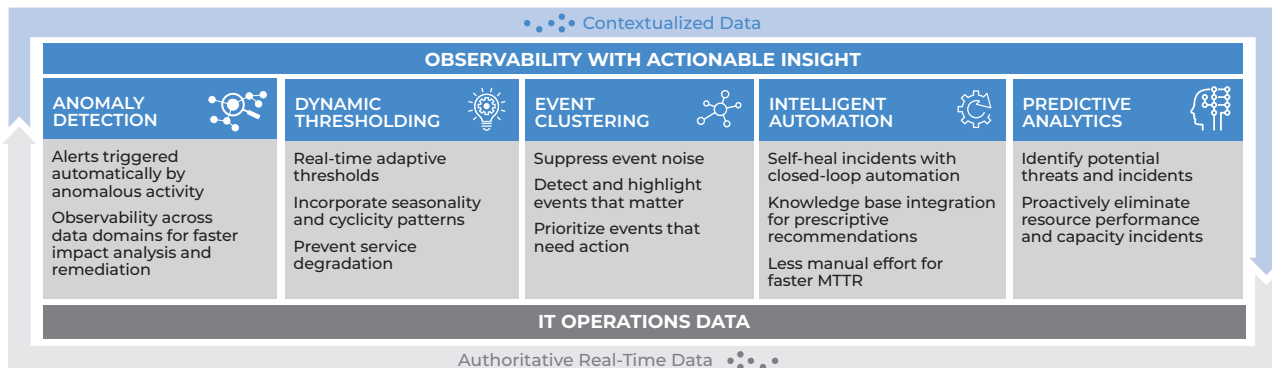 Contextualized Data
OBSERVABILITY WITH ACTIONABLE INSIGHT
ANOMALY
DETECTION
Alerts triggered
automatically by
anomalous activity
Observability across
data domains for faster
impact analysis and
remediation
DYNAMIC
THRESHOLDING
Real-time adaptive
thresholds
Incorporate seasonality
and cyclicity patterns
Prevent service
degradation
EVENT
CLUSTERING
Suppress event noise
Detect and highlight
events that matter
Prioritize events that
need action
INTELLIGENT
AUTOMATION
Self-heal incidents with
closed-loop automation
Knowledge base integration
for prescriptive
recommendations
Less manual effort for
faster MTTR
PREDICTIVE
ANALYTICS
Identify potential
threats and incidents
Proactively eliminate
resource performance
and capacity incidents
IT OPERATIONS DATA
Authoritative Real-Time Data